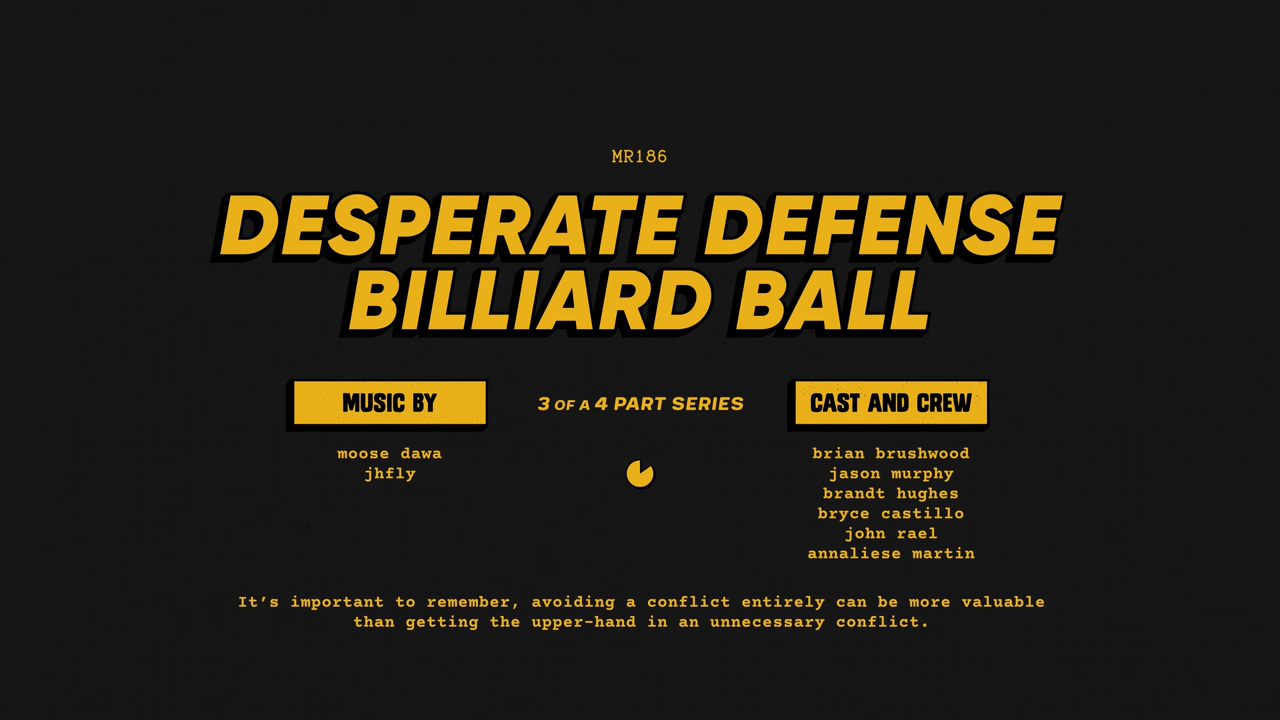 MR186
DESPERATE DEFENSE
BILLIARD BALL
MUSIC BY
moose dawa
jhfly
3 OF A 4 PART SERIES
CAST AND CREW
brian brushwood
jason murphy
brandt hughes
bryce castillo
john rael
annaliese martin
It’s important to remember, avoiding a conflict entirely can be more valuable
than getting the upper-hand in an unnecessary conflict.